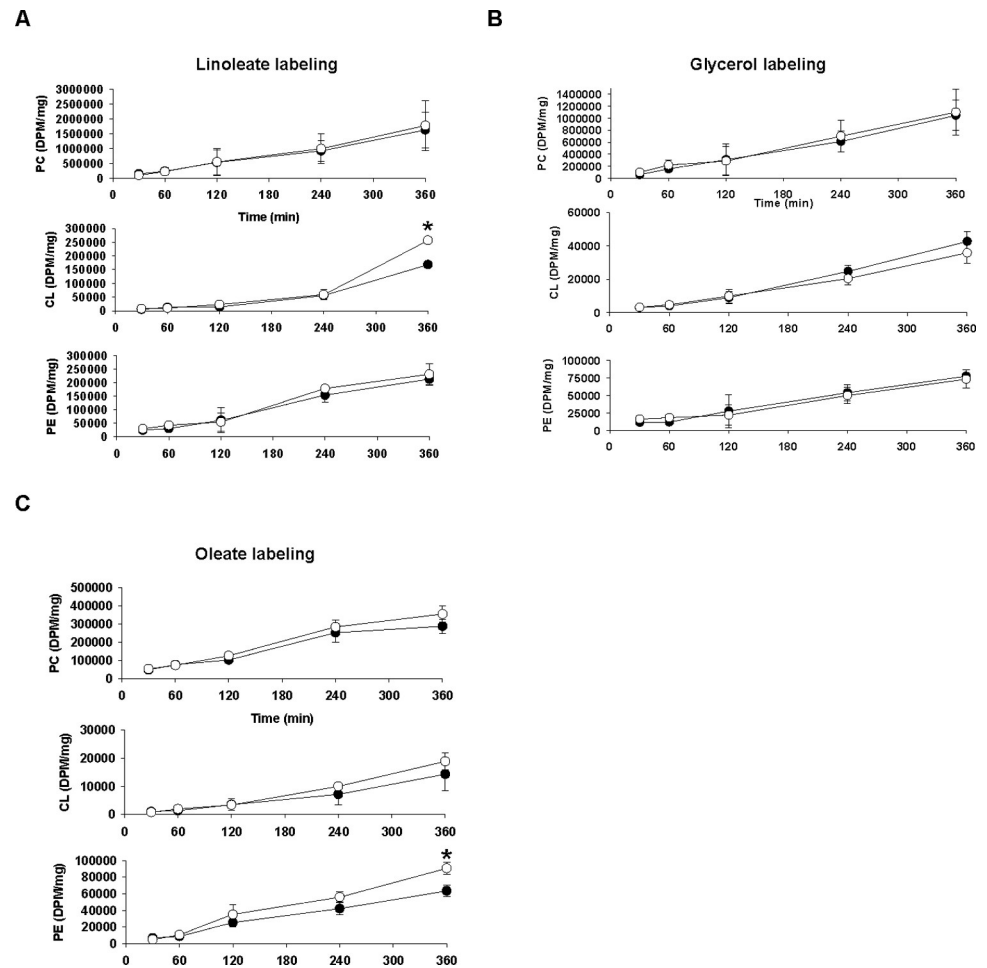 A
Linoleate labeling
PC (DPM/mg)
3000000
2500000
2000000
1500000
1000000
500000
0
0 60 120 180 240 300 360
Time (min)
CL (DPM/mg)
300000
250000
200000
150000
100000
50000
0
*
0 60 120 180 240 300 360
PE (DPM/mg)
300000
250000
200000
150000
100000
50000
0
0 60 120 180 240 300 360
B
Glycerol labeling
PC (DPM/mg)
1400000
1200000
1000000
800000
600000
400000
200000
0
0 60 120 180 240 300 360
Time (min)
CL (DPM/mg)
60000
40000
20000
0
0 60 120 180 240 300 360
PE (DPM/mg)
100000
75000
50000
25000
0
0 60 120 180 240 300 360
C
Oleate labeling
PC (DPM/mg)
500000
400000
300000
200000
100000
0
0 60 120 180 240 300 360
Time (min)
CL (DPM/mg)
30000
20000
10000
0
0 60 120 180 240 300 360
PE (DPM/mg)
100000
80000
60000
40000
20000
0
*
0 60 120 180 240 300 360